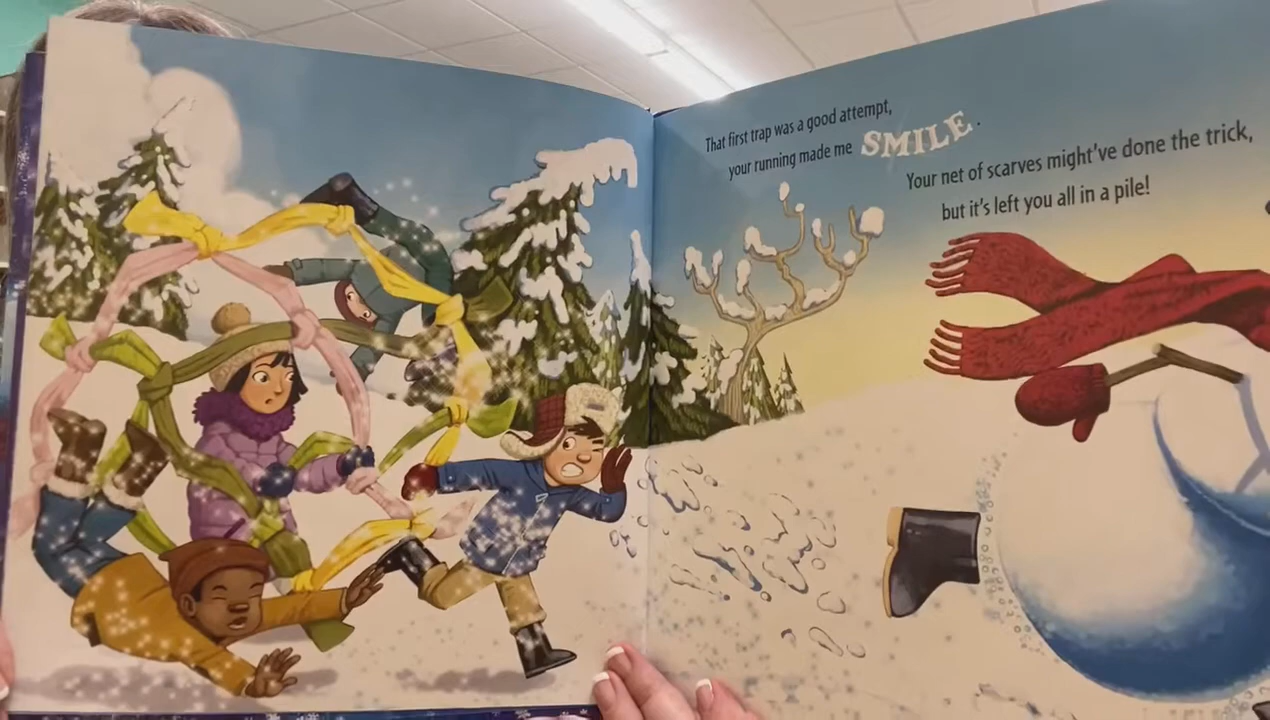 That first trap was a good attempt,
your running made me SMILE.
Your net of scarves might've done the trick,
but it's left you all in a pile!